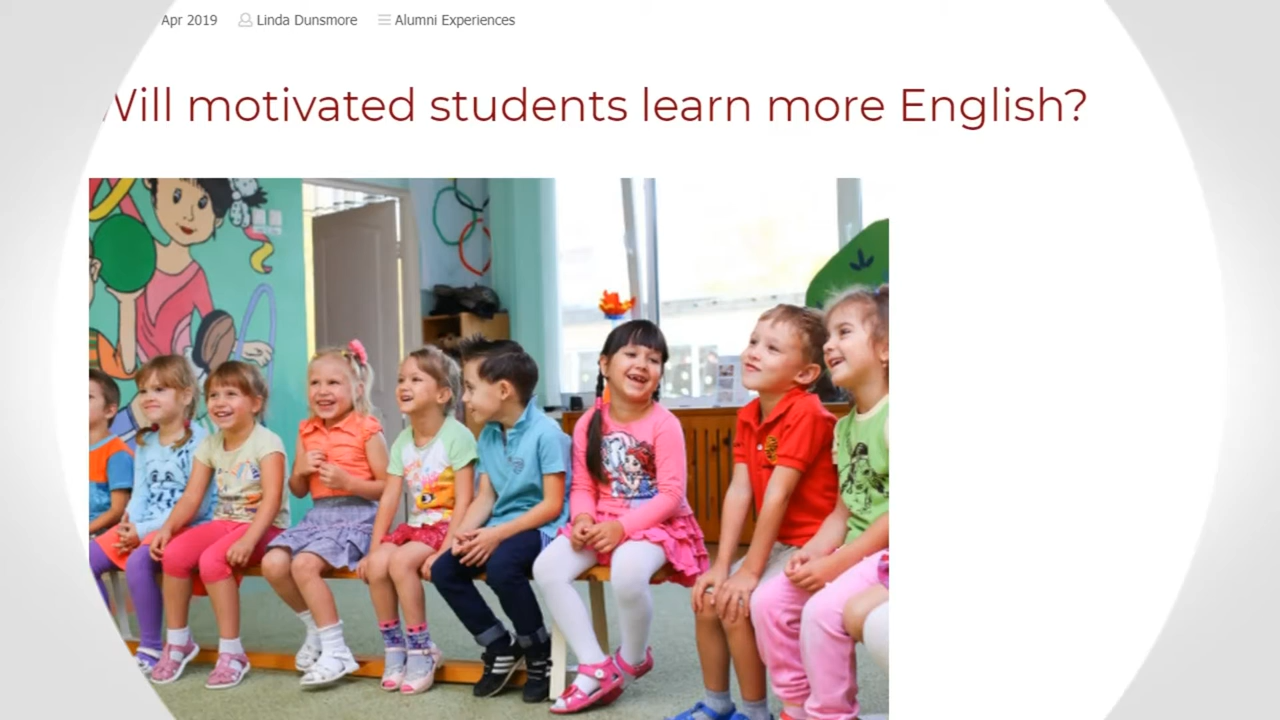 Apr 2019 Linda Dunsmore Alumni Experiences
Will motivated students learn more English?